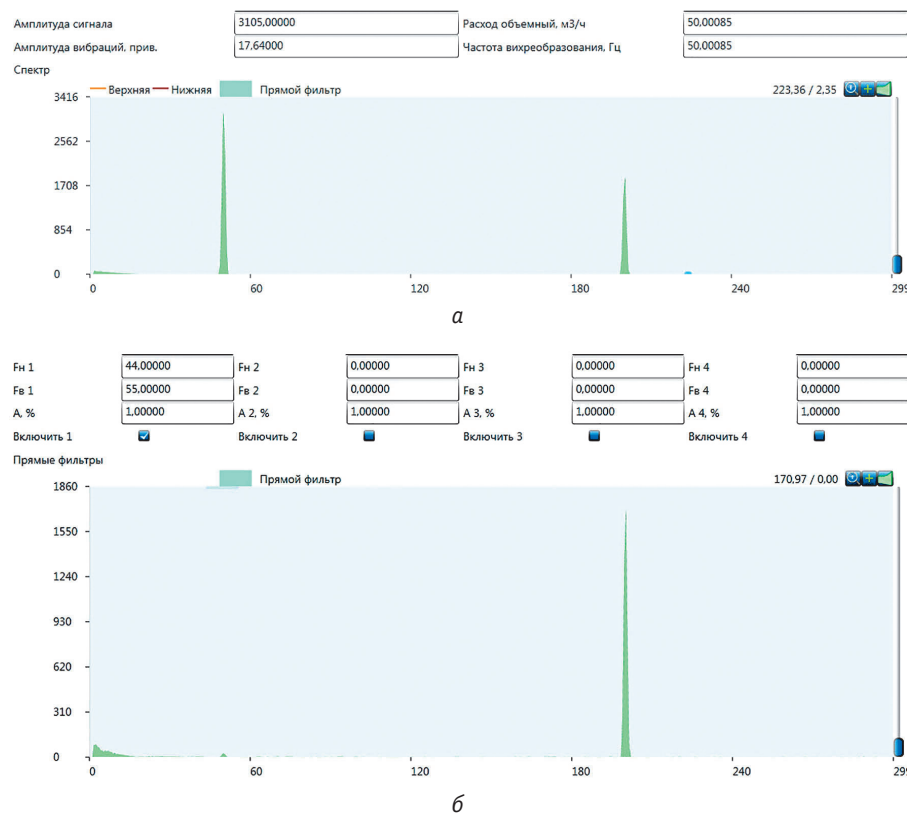 Амплитуда сигнала 3105,00000 Расход объемный, м3/ч 50,00085
Амплитуда вибраций, прив. 17,64000 Частота вихреобразования, Гц 50,00085
Спектр
Верхняя Нижняя Прямой фильтр 223,36 / 2,35
3416
2562
1708
854
0
0 60 120 180 240 299
а
Fн 1 44,00000 Fн 2 0,00000 Fн 3 0,00000 Fн 4 0,00000
Fв 1 55,00000 Fв 2 0,00000 Fв 3 0,00000 Fв 4 0,00000
А, % 1,00000 А 2, % 1,00000 А 3, % 1,00000 А 4, % 1,00000
Включить 1 Включить 2 Включить 3 Включить 4
Прямые фильтры
Прямой фильтр 170,97 / 0,00
1860
1550
1240
930
620
310
0
0 60 120 180 240 299
б